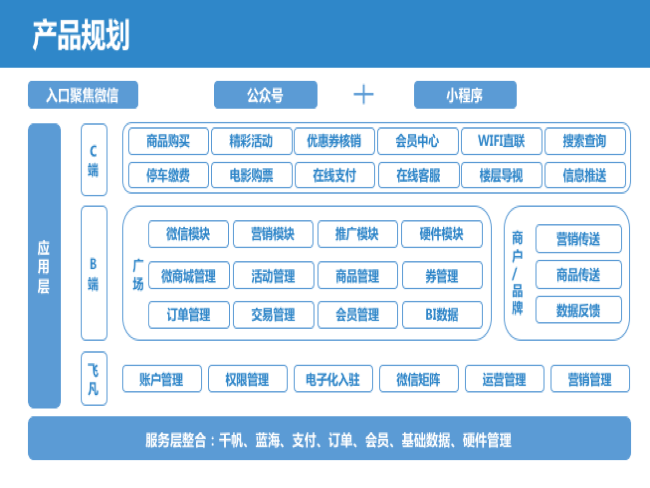 产品规划
入口聚焦微信 公众号 + 小程序
应用层
C端
商品购买 精彩活动 优惠券核销 会员中心 WIFI直联 搜索查询
停车缴费 电影购票 在线支付 在线客服 楼层导视 信息推送
B端
广场
微信模块 营销模块 推广模块 硬件模块
微商城管理 活动管理 商品管理 券管理
订单管理 交易管理 会员管理 BI数据
商户/品牌
营销传送
商品传送
数据反馈
飞凡
账户管理 权限管理 电子化入驻 微信矩阵 运营管理 营销管理
服务层整合：千帆、蓝海、支付、订单、会员、基础数据、硬件管理